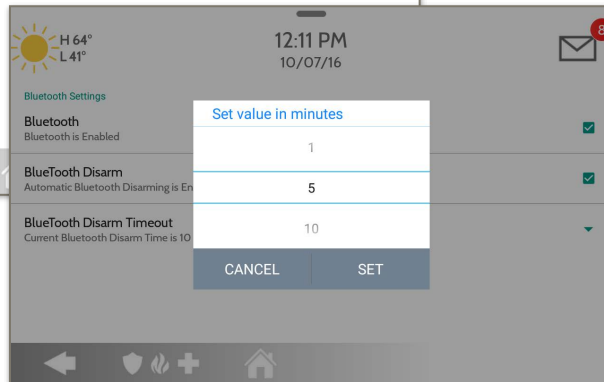 H 64°
L 41°
12:11 PM
10/07/16
8
Bluetooth Settings
Bluetooth
Bluetooth is Enabled
BlueTooth Disarm
Automatic Bluetooth Disarming is En
BlueTooth Disarm Timeout
Current Bluetooth Disarm Time is 10
Set value in minutes
1
5
10
CANCEL SET